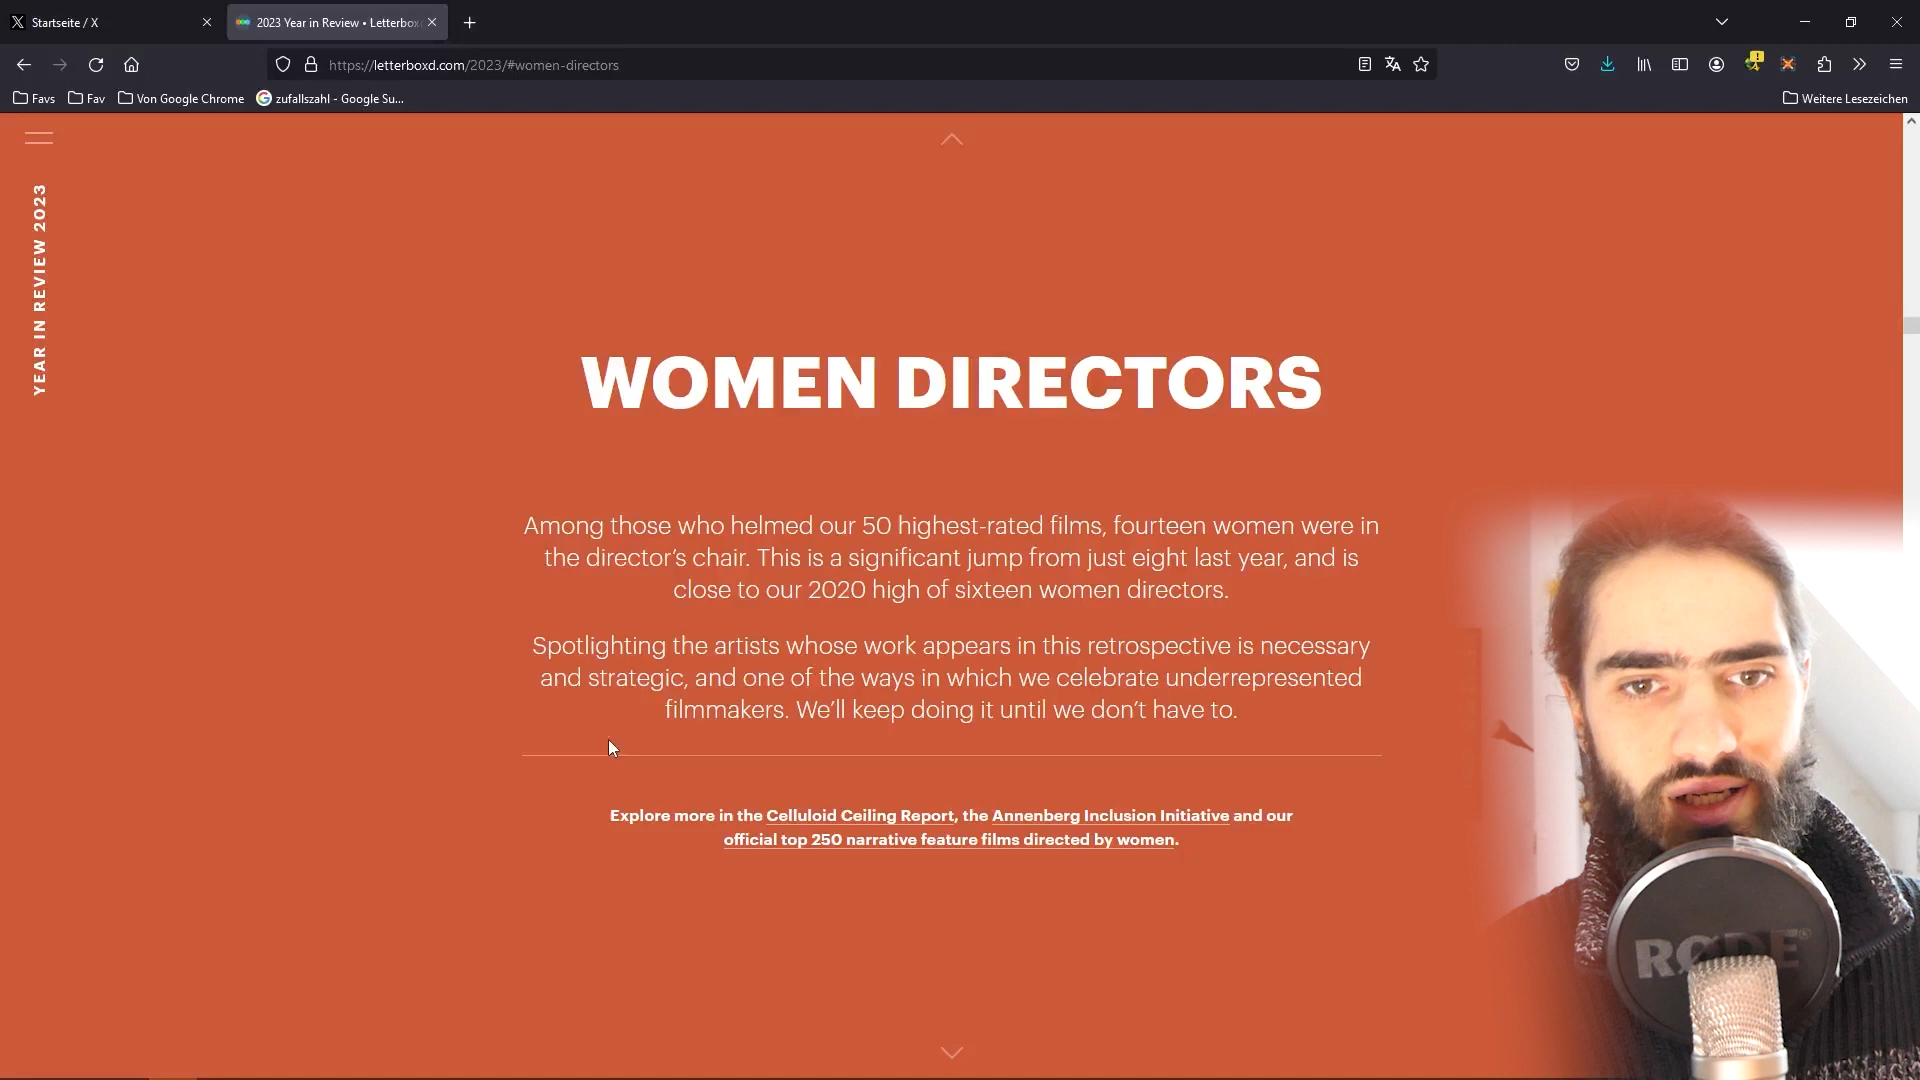 Startseite / X
2023 Year in Review • Letterbox
https://letterboxd.com/2023/#women-directors
Favs
Fav
Von Google Chrome
zufallszahl - Google Su...
Weitere Lesezeichen
YEAR IN REVIEW 2023
WOMEN DIRECTORS
Among those who helmed our 50 highest-rated films, fourteen women were in
the director’s chair. This is a significant jump from just eight last year, and is
close to our 2020 high of sixteen women directors.
Spotlighting the artists whose work appears in this retrospective is necessary
and strategic, and one of the ways in which we celebrate underrepresented
filmmakers. We’ll keep doing it until we don’t have to.
Explore more in the Celluloid Ceiling Report, the Annenberg Inclusion Initiative and our
official top 250 narrative feature films directed by women.
RØDE